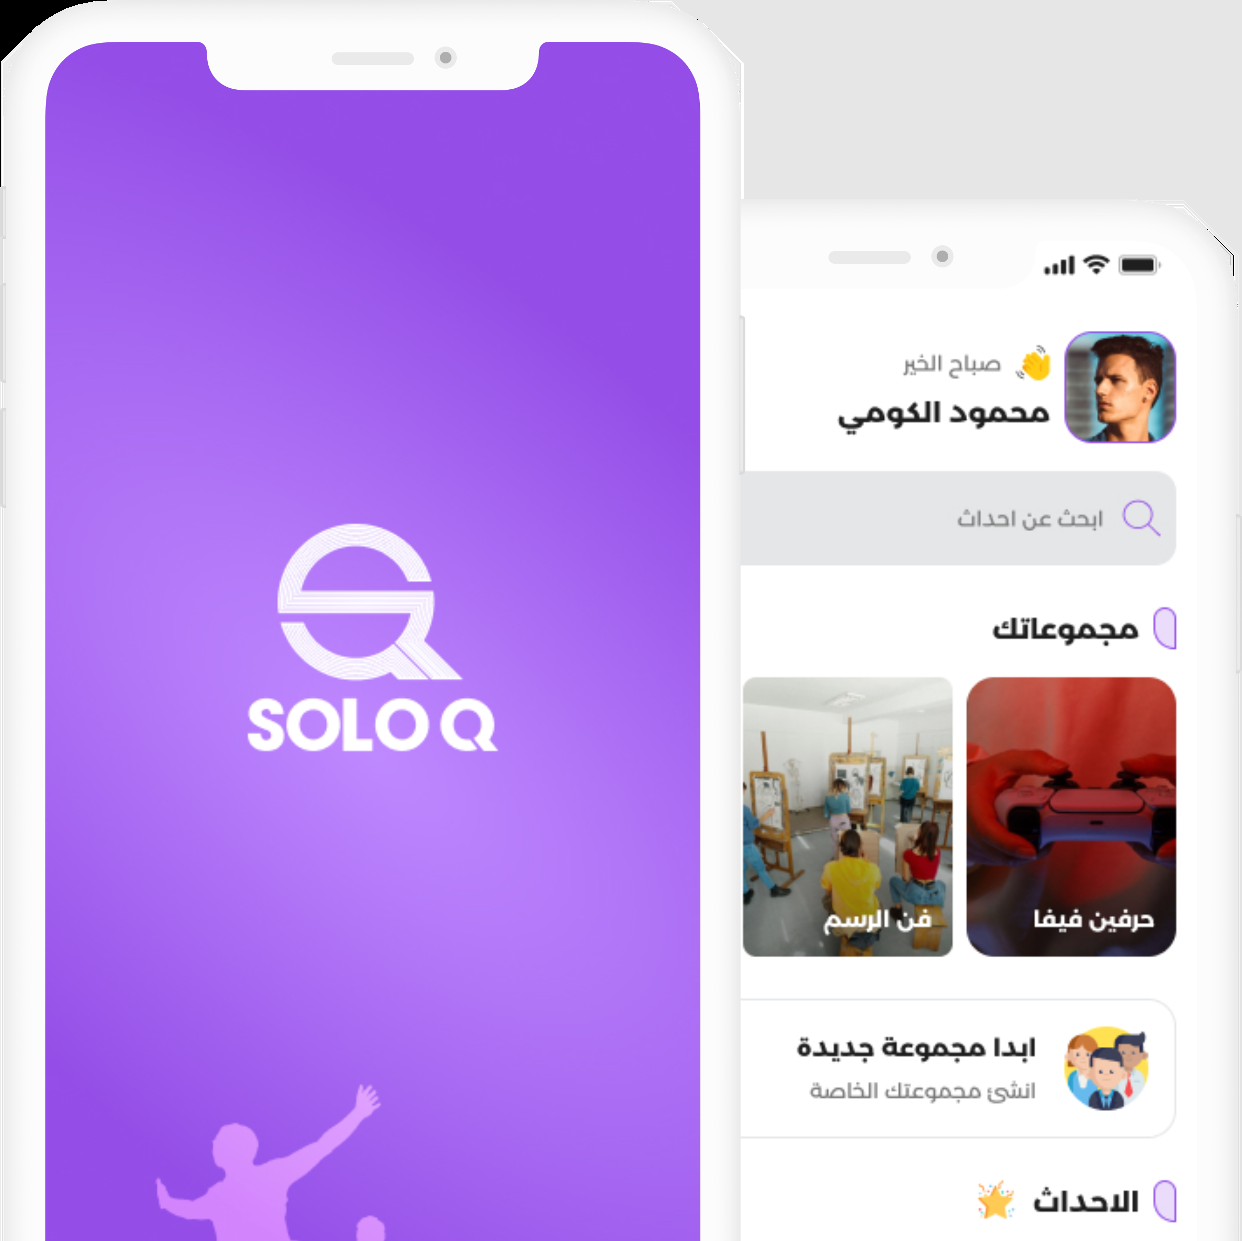 SOLO Q
صباح الخير
محمود الكومي
ابحث عن احداث
مجموعاتك
حرفين فيفا
فن الرسم
ابدا مجموعة جديدة
انشئ مجموعتك الخاصة
الاحداث